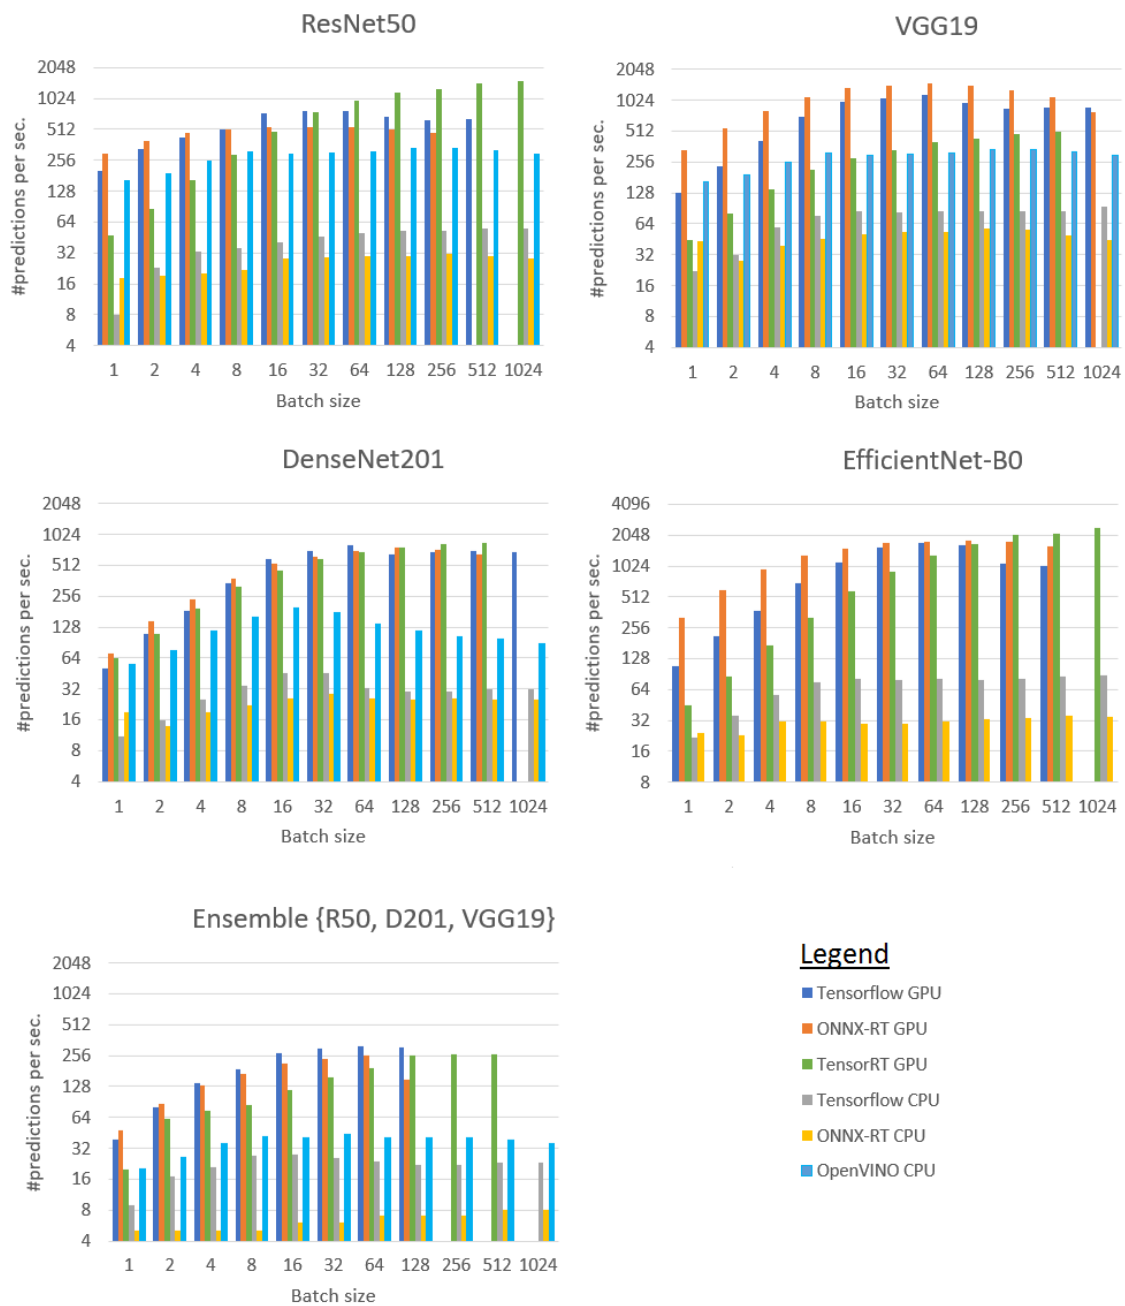 ResNet50
#predictions per sec.
2048
1024
512
256
128
64
32
16
8
4
1 2 4 8 16 32 64 128 256 512 1024
Batch size
VGG19
#predictions per sec.
2048
1024
512
256
128
64
32
16
8
4
1 2 4 8 16 32 64 128 256 512 1024
Batch size
DenseNet201
#predictions per sec.
2048
1024
512
256
128
64
32
16
8
4
1 2 4 8 16 32 64 128 256 512 1024
Batch size
EfficientNet-B0
#predictions per sec.
4096
2048
1024
512
256
128
64
32
16
8
1 2 4 8 16 32 64 128 256 512 1024
Batch size
Ensemble {R50, D201, VGG19}
#predictions per sec.
2048
1024
512
256
128
64
32
16
8
4
1 2 4 8 16 32 64 128 256 512 1024
Batch size
Legend
Tensorflow GPU
ONNX-RT GPU
TensorRT GPU
Tensorflow CPU
ONNX-RT CPU
OpenVINO CPU